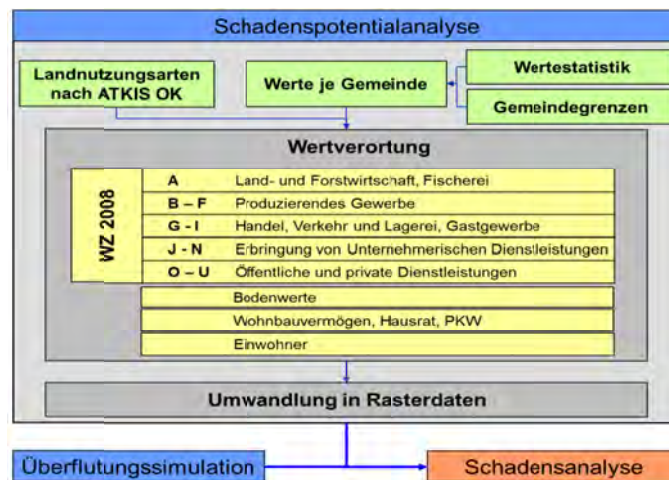 Schadenspotentialanalyse
Landnutzungsarten
nach ATKIS OK
Werte je Gemeinde
Wertestatistik
Gemeindegrenzen
Wertverortung
WZ 2008
A Land- und Forstwirtschaft, Fischerei
B – F Produzierendes Gewerbe
G - I Handel, Verkehr und Lagerei, Gastgewerbe
J - N Erbringung von Unternehmerischen Dienstleistungen
O – U Öffentliche und private Dienstleistungen
Bodenwerte
Wohnbauvermögen, Hausrat, PKW
Einwohner
Umwandlung in Rasterdaten
Überflutungssimulation
Schadensanalyse